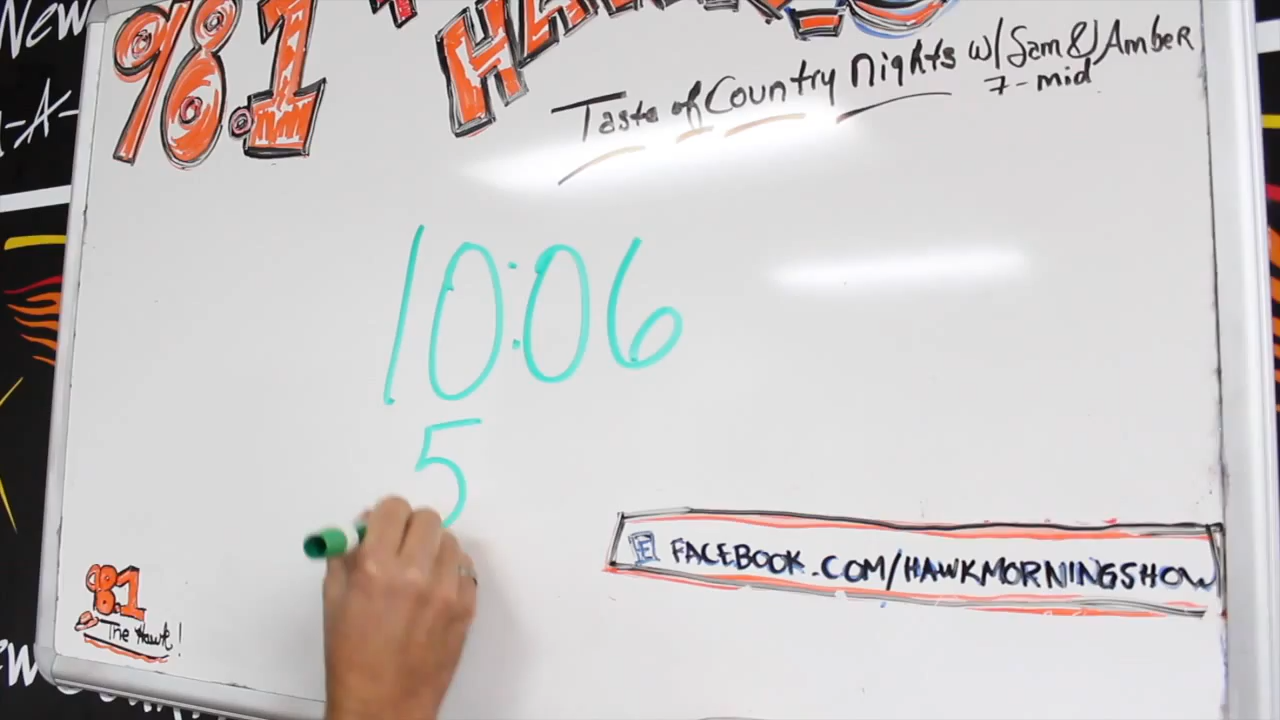 New
98.1
Taste of Country Nights w/ Sam & Amber
7-mid
-A-
10:06
5
E FACEBOOK.COM/HAWKMORNINGSHOW
98.1
The Hawk!